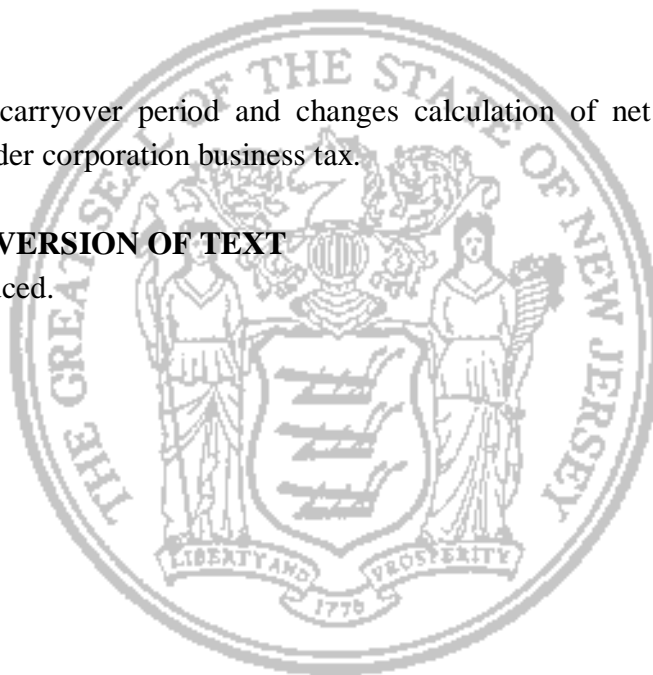 carryover period and changes calculation of net
der corporation business tax.
VERSION OF TEXT
uced.
THE GREAT SEAL OF THE STATE OF NEW JERSEY
LIBERTY AND PROSPERITY
1776